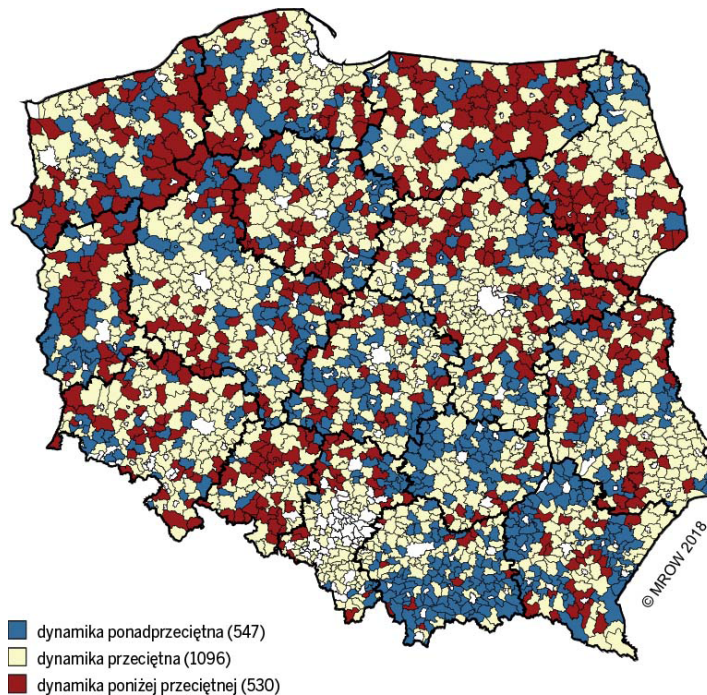 © MROW 2018
dynamika ponadprzeciętna (547)
dynamika przeciętna (1096)
dynamika poniżej przeciętnej (530)